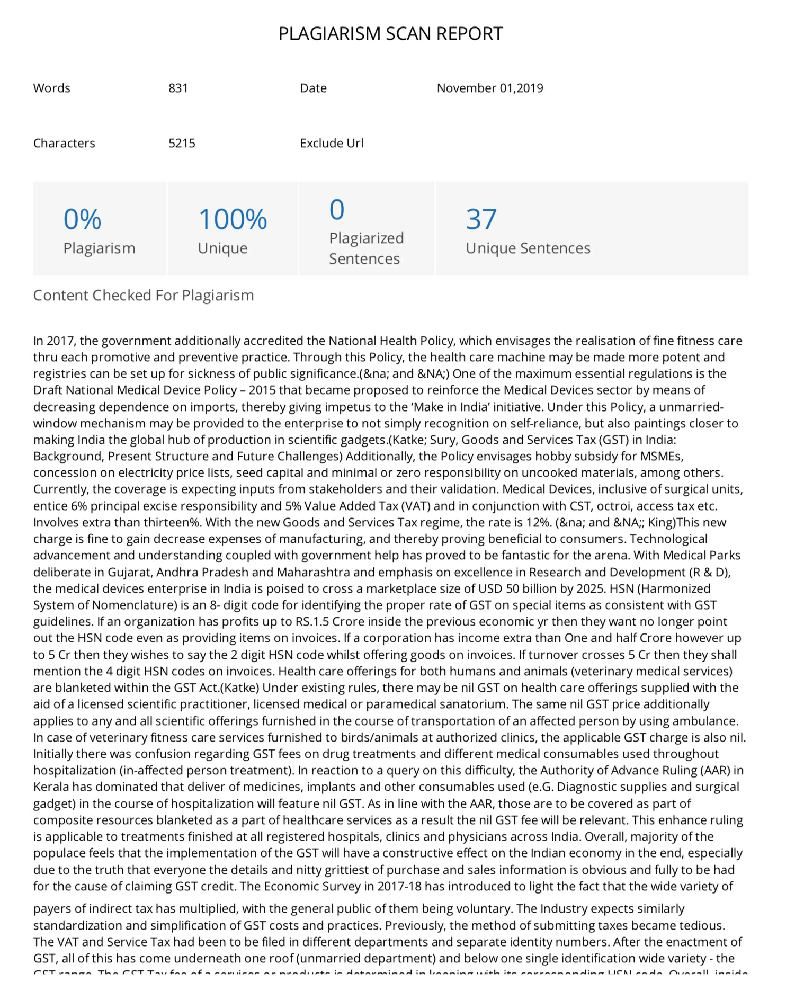 PLAGIARISM SCAN REPORT
Words 831 Date November 01,2019
Characters 5215 Exclude Url
0% Plagiarism
100% Unique
0 Plagiarized Sentences
37 Unique Sentences
Content Checked For Plagiarism
In 2017, the government additionally accredited the National Health Policy, which envisages the realisation of fine fitness care
thru each promotive and preventive practice. Through this Policy, the health care machine may be made more potent and
registries can be set up for sickness of public significance.(&na; and &NA;) One of the maximum essential regulations is the
Draft National Medical Device Policy – 2015 that became proposed to reinforce the Medical Devices sector by means of
decreasing dependence on imports, thereby giving impetus to the ‘Make in India’ initiative. Under this Policy, a unmarried-
window mechanism may be provided to the enterprise to not simply recognition on self-reliance, but also paintings closer to
making India the global hub of production in scientific gadgets.(Katke; Sury, Goods and Services Tax (GST) in India:
Background, Present Structure and Future Challenges) Additionally, the Policy envisages hobby subsidy for MSMEs,
concession on electricity price lists, seed capital and minimal or zero responsibility on uncooked materials, among others.
Currently, the coverage is expecting inputs from stakeholders and their validation. Medical Devices, inclusive of surgical units,
entice 6% principal excise responsibility and 5% Value Added Tax (VAT) and in conjunction with CST, octroi, access tax etc.
Involves extra than thirteen%. With the new Goods and Services Tax regime, the rate is 12%. (&na; and &NA;; King)This new
charge is fine to gain decrease expenses of manufacturing, and thereby proving beneficial to consumers. Technological
advancement and understanding coupled with government help has proved to be fantastic for the arena. With Medical Parks
deliberate in Gujarat, Andhra Pradesh and Maharashtra and emphasis on excellence in Research and Development (R & D),
the medical devices enterprise in India is poised to cross a marketplace size of USD 50 billion by 2025. HSN (Harmonized
System of Nomenclature) is an 8- digit code for identifying the proper rate of GST on special items as consistent with GST
guidelines. If an organization has profits up to RS.1.5 Crore inside the previous economic yr then they want no longer point
out the HSN code even as providing items on invoices. If a corporation has income extra than One and half Crore however up
to 5 Cr then they wishes to say the 2 digit HSN code whilst offering goods on invoices. If turnover crosses 5 Cr then they shall
mention the 4 digit HSN codes on invoices. Health care offerings for both humans and animals (veterinary medical services)
are blanketed within the GST Act.(Katke) Under existing rules, there may be nil GST on health care offerings supplied with the
aid of a licensed scientific practitioner, licensed medical or paramedical sanatorium. The same nil GST price additionally
applies to any and all scientific offerings furnished in the course of transportation of an affected person by using ambulance.
In case of veterinary fitness care services furnished to birds/animals at authorized clinics, the applicable GST charge is also nil.
Initially there was confusion regarding GST fees on drug treatments and different medical consumables used throughout
hospitalization (in-affected person treatment). In reaction to a query on this difficulty, the Authority of Advance Ruling (AAR) in
Kerala has dominated that deliver of medicines, implants and other consumables used (e.G. Diagnostic supplies and surgical
gadget) in the course of hospitalization will feature nil GST. As in line with the AAR, those are to be covered as part of
composite resources blanketed as a part of healthcare services as a result the nil GST fee will be relevant. This enhance ruling
is applicable to treatments finished at all registered hospitals, clinics and physicians across India. Overall, majority of the
populace feels that the implementation of the GST will have a constructive effect on the Indian economy in the end, especially
due to the truth that everyone the details and nitty grittiest of purchase and sales information is obvious and fully to be had
for the cause of claiming GST credit. The Economic Survey in 2017-18 has introduced to light the fact that the wide variety of
payers of indirect tax has multiplied, with the general public of them being voluntary. The Industry expects similarly
standardization and simplification of GST costs and practices. Previously, the method of submitting taxes became tedious.
The VAT and Service Tax had been to be filed in different departments and separate identity numbers. After the enactment of
GST, all of this has come underneath one roof (unmarried department) and below one single identification wide variety - the
GST range. The GST Tax fee of a services or products is determined in keeping with its corresponding HSN code. Overall, inside